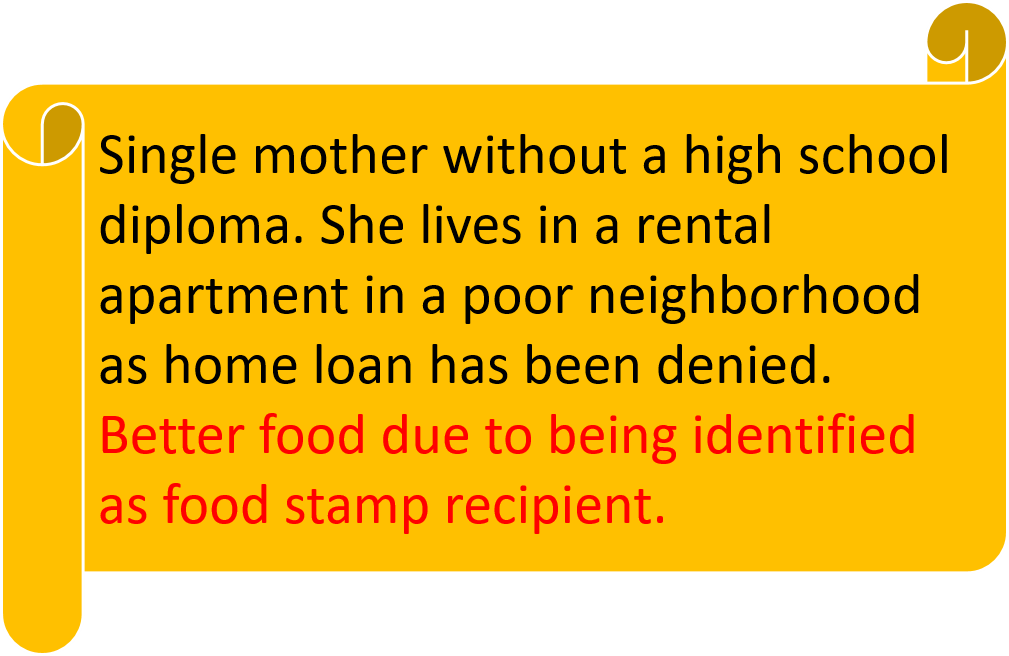 Single mother without a high school
diploma. She lives in a rental
apartment in a poor neighborhood
as home loan has been denied.
Better food due to being identified
as food stamp recipient.